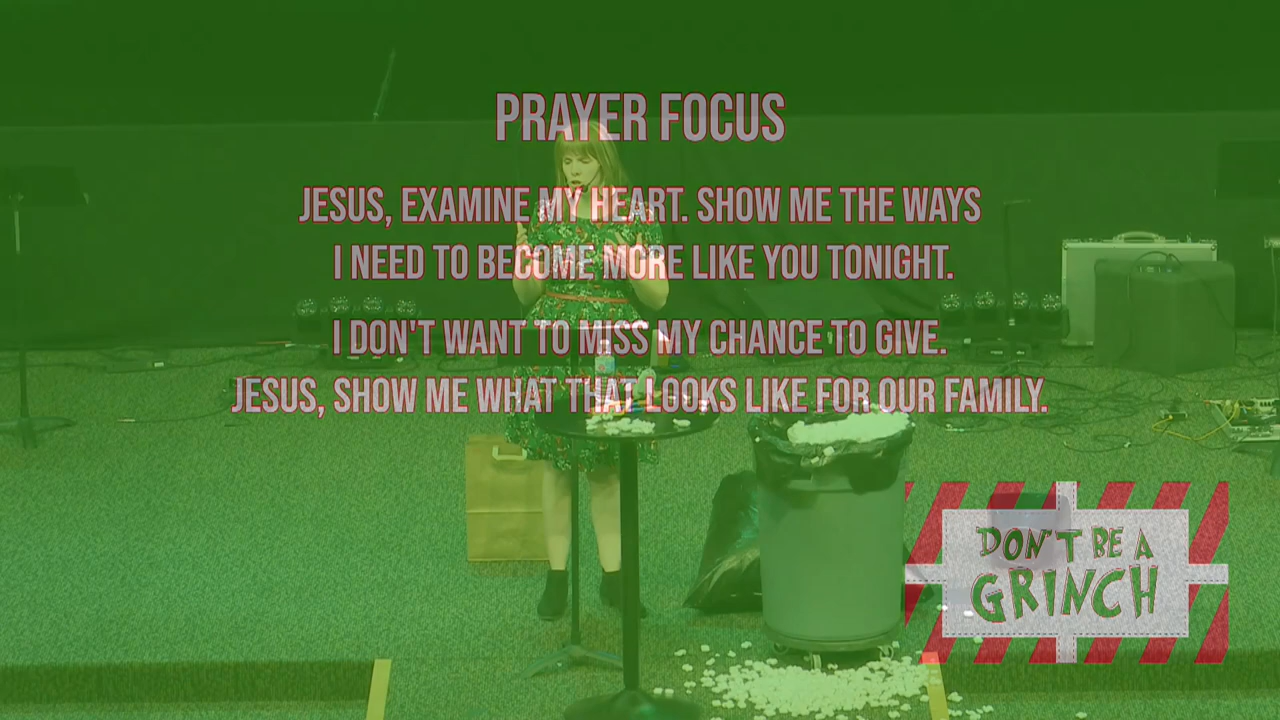 PRAYER FOCUS
JESUS, EXAMINE MY HEART. SHOW ME THE WAYS
I NEED TO BECOME MORE LIKE YOU TONIGHT.
I DON'T WANT TO MISS MY CHANCE TO GIVE.
JESUS, SHOW ME WHAT THAT LOOKS LIKE FOR OUR FAMILY.
DON'T BE A
GRINCH